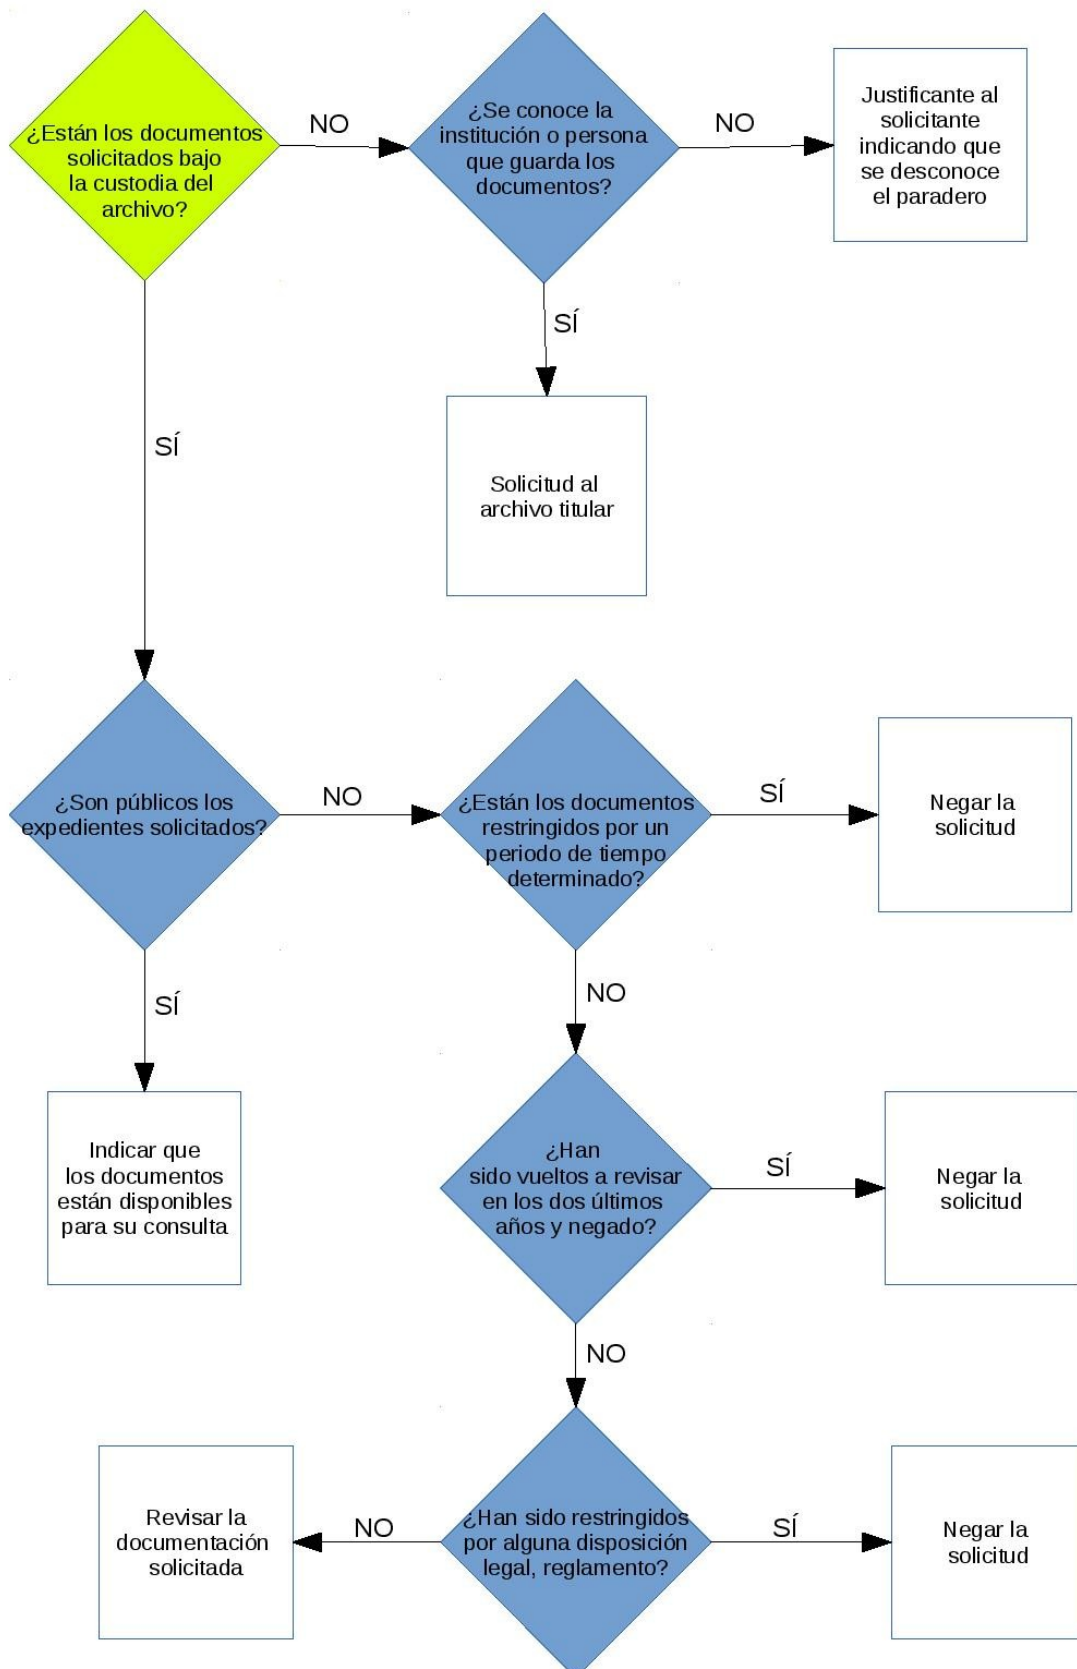 ¿Están los documentos
solicitados bajo
la custodia del
archivo?
NO
¿Se conoce la
institución o persona
que guarda los
documentos?
NO
Justificante al
solicitante
indicando que
se desconoce
el paradero
SÍ
SÍ
Solicitud al
archivo titular
¿Son públicos los
expedientes solicitados?
NO
¿Están los documentos
restringidos por un
periodo de tiempo
determinado?
SÍ
Negar la
solicitud
SÍ
NO
Indicar que
los documentos
están disponibles
para su consulta
¿Han
sido vueltos a revisar
en los dos últimos
años y negado?
SÍ
Negar la
solicitud
NO
Revisar la
documentación
solicitada
NO
¿Han sido restringidos
por alguna disposición
legal, reglamento?
SÍ
Negar la
solicitud